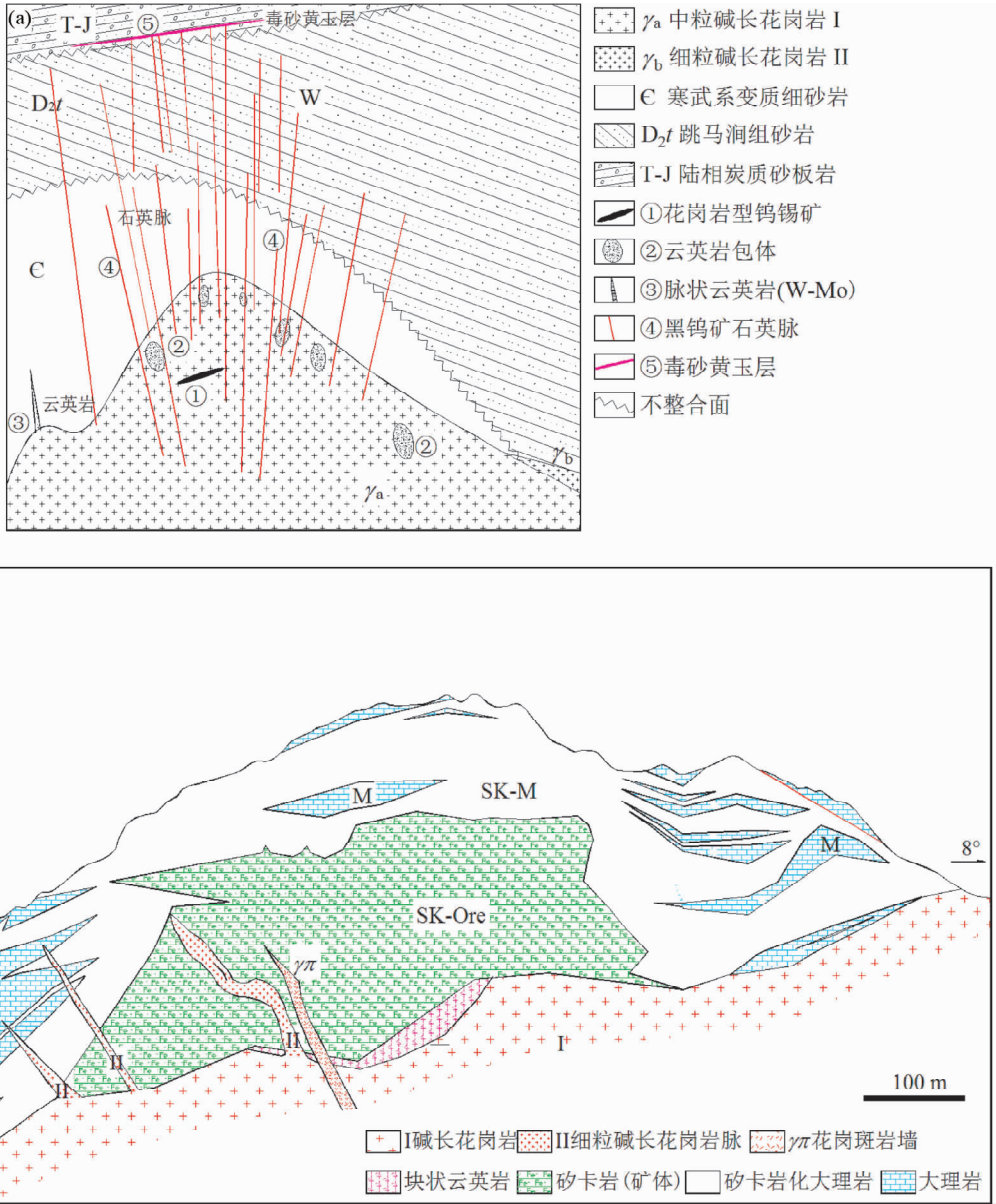 (a)
T-J
⑤
毒砂黄玉层
D₂t
W
石英脉
④
④
Є
②
①
云英岩
③
②
γb
γa
γa 中粒碱长花岗岩 I
γb 细粒碱长花岗岩 II
Є 寒武系变质细砂岩
D₂t 跳马涧组砂岩
T-J 陆相炭质砂板岩
①花岗岩型钨锡矿
②云英岩包体
③脉状云英岩(W-Mo)
④黑钨矿石英脉
⑤毒砂黄玉层
不整合面
M
SK-M
M
8°
SK-Ore
γπ
II
II
II
I
100 m
I碱长花岗岩
II细粒碱长花岗岩脉
γπ花岗斑岩墙
块状云英岩
矽卡岩(矿体)
矽卡岩化大理岩
大理岩